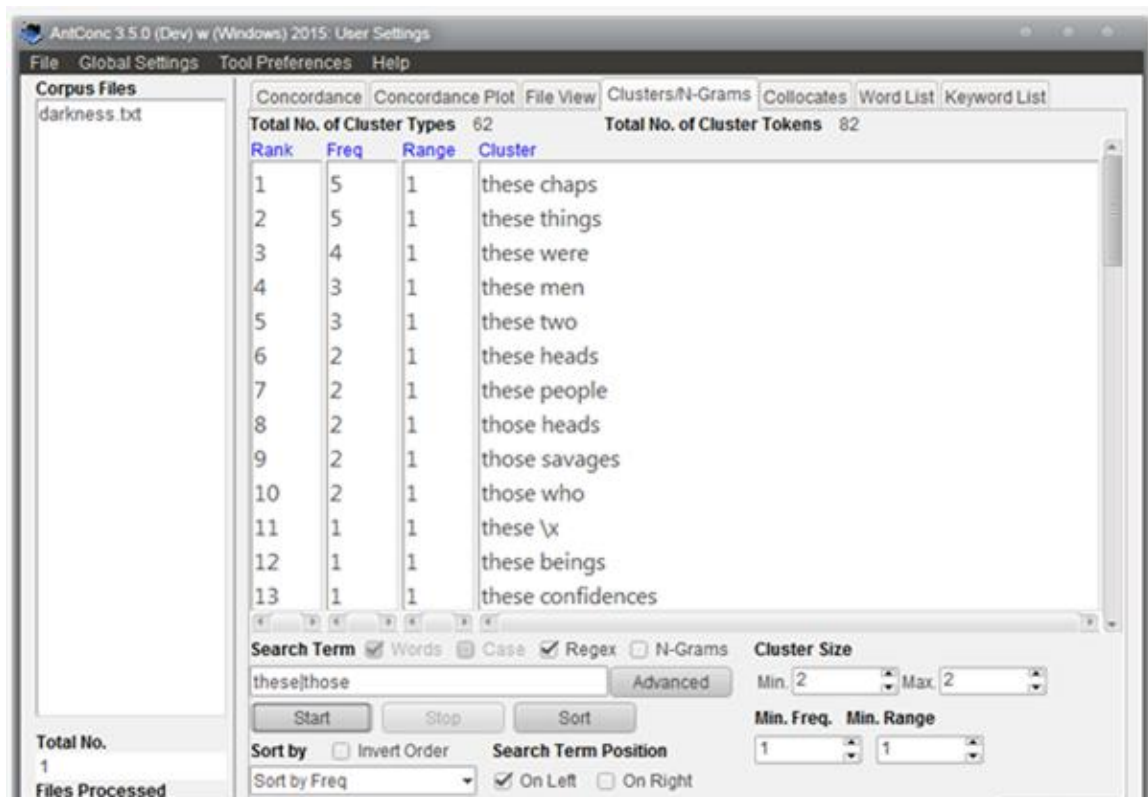 AntConc 3.5.0 (Dev) w (Windows) 2015: User Settings
File Global Settings Tool Preferences Help
Corpus Files
darkness.txt
Concordance Concordance Plot File View Clusters/N-Grams Collocates Word List Keyword List
Total No. of Cluster Types 62 Total No. of Cluster Tokens 82
Rank Freq Range Cluster
1 5 1 these chaps
2 5 1 these things
3 4 1 these were
4 3 1 these men
5 3 1 these two
6 2 1 these heads
7 2 1 these people
8 2 1 those heads
9 2 1 those savages
10 2 1 those who
11 1 1 these \x
12 1 1 these beings
13 1 1 these confidences
Search Term Words Case Regex N-Grams Cluster Size
these|those Advanced Min. 2 Max. 2
Start Stop Sort Min. Freq. Min. Range
Total No.
1
Sort by Invert Order Search Term Position 1 1
Files Processed
Sort by Freq On Left On Right